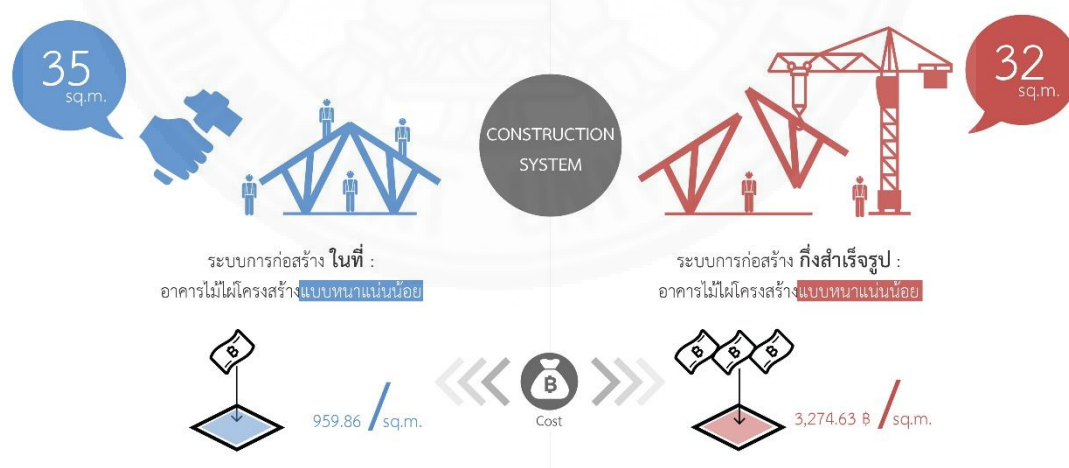 35
sq.m.
32
sq.m.
CONSTRUCTION
SYSTEM
ระบบการก่อสร้าง ในที่ :
อาคารไม้ไผ่โครงสร้างแบบหนาแน่นน้อย
ระบบการก่อสร้าง กึ่งสำเร็จรูป :
อาคารไม้ไผ่โครงสร้างแบบหนาแน่นน้อย
฿
฿
฿ ฿ ฿
959.86 / sq.m.
Cost
3,274.63 ฿ / sq.m.